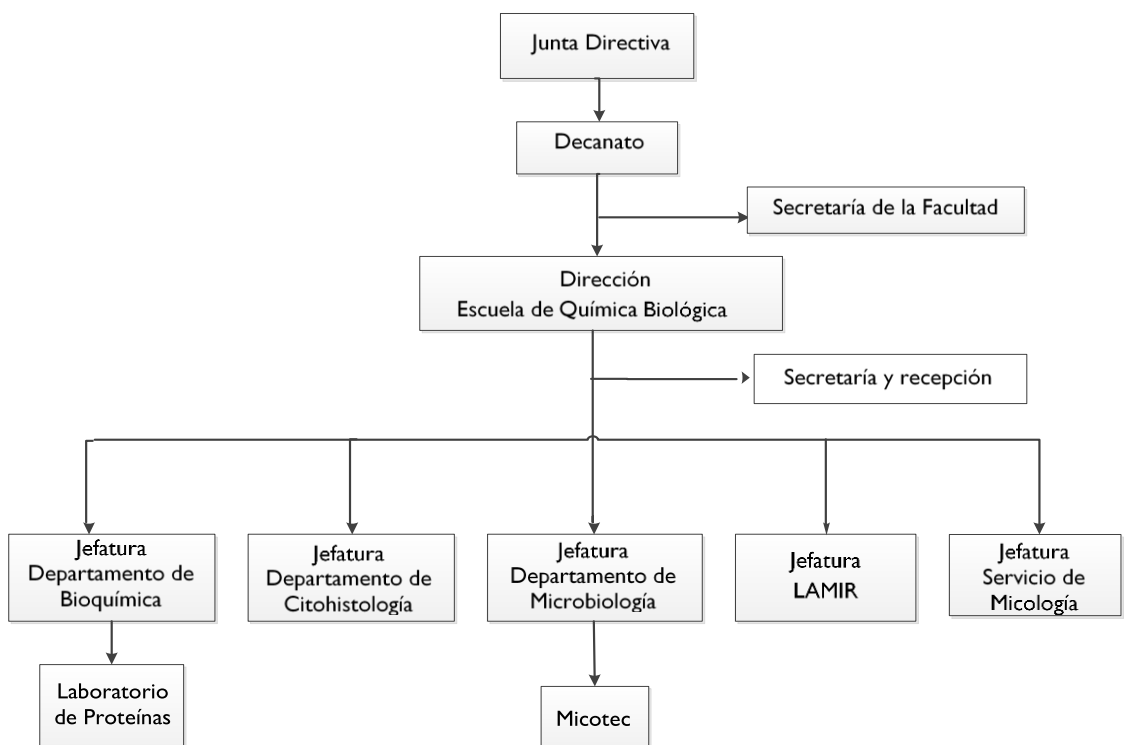 Junta Directiva
Decanato
Secretaría de la Facultad
Dirección
Escuela de Química Biológica
Secretaría y recepción
Jefatura
Departamento de
Bioquímica
Jefatura
Departamento de
Citohistología
Jefatura
Departamento de
Microbiología
Jefatura
LAMIR
Jefatura
Servicio de
Micología
Laboratorio
de Proteínas
Micotec